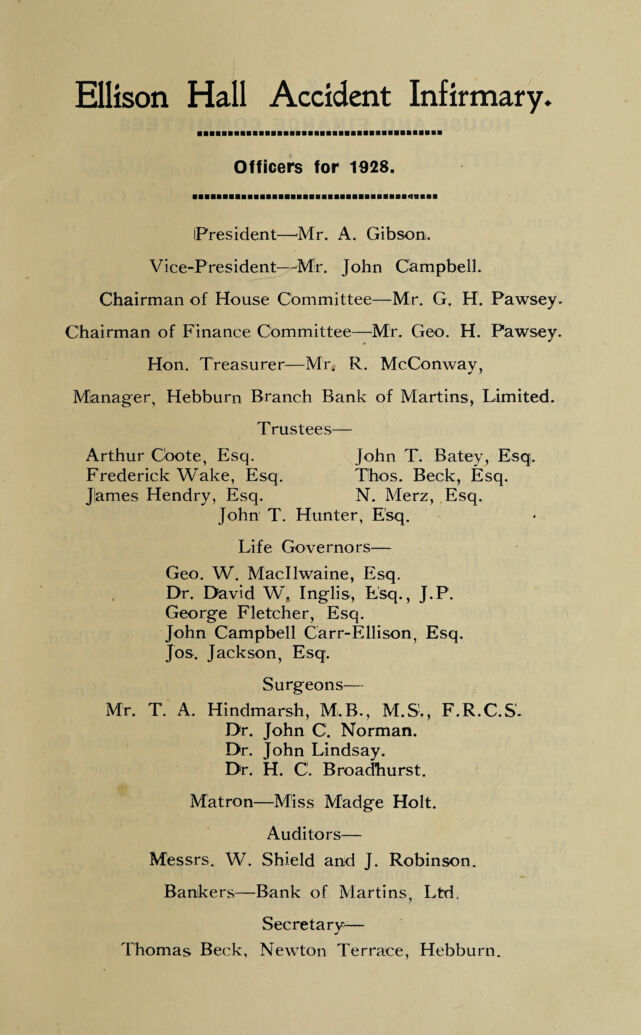 Ellison Hall Accident Infirmary.
Officers for 1928.
President—Mr. A. Gibson.
Vice-President—Mr. John Campbell.
Chairman of House Committee—Mr. G. H. Pawsey.
Chairman of Finance Committee—Mr. Geo. H. Pawsey.
Hon. Treasurer—Mr. R. McConway,
Manager, Hebburn Branch Bank of Martins, Limited.
Trustees—
Arthur Coote, Esq. John T. Batey, Esq.
Frederick Wake, Esq. Thos. Beck, Esq.
James Hendry, Esq. N. Merz, Esq.
John T. Hunter, Esq.
Life Governors—
Geo. W. MacIlwaine, Esq.
Dr. David W. Inglis, Esq., J.P.
George Fletcher, Esq.
John Campbell Carr-Ellison, Esq.
Jos. Jackson, Esq.
Surgeons—
Mr. T. A. Hindmarsh, M.B., M.S., F.R.C.S.
Dr. John C. Norman.
Dr. John Lindsay.
Dr. H. C. Broadhurst.
Matron—Miss Madge Holt.
Auditors—
Messrs. W. Shield and J. Robinson.
Bankers—Bank of Martins, Ltd.
Secretary—
Thomas Beck, Newton Terrace, Hebburn.